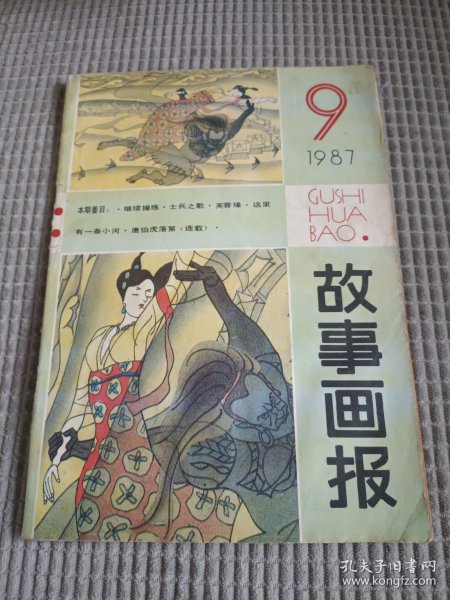 9
1987
本期要目：·继续操练·士兵之歌·芙蓉缘·这里
有一条小河·唐伯虎落第（连载）·
GUSHI
HUA
BAO.
故事画报
孔夫子旧书网
www.kongfz.com